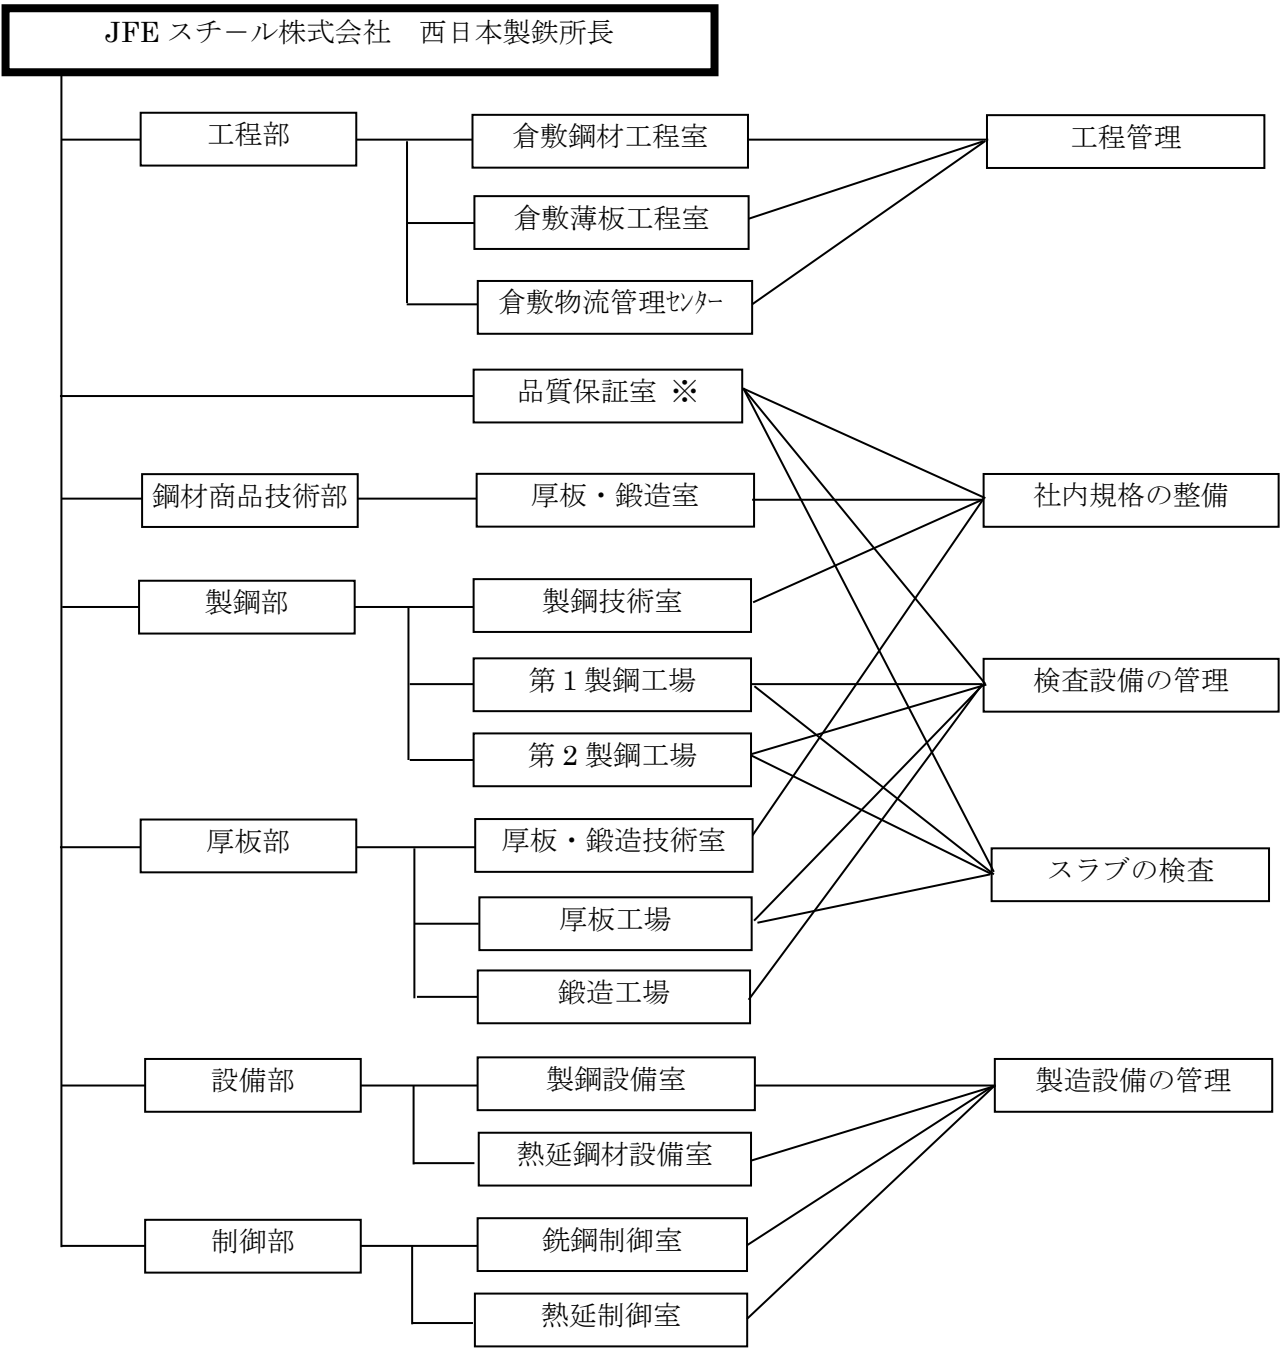 JFE スチール株式会社　西日本製鉄所長
工程部
倉敷鋼材工程室
工程管理
倉敷薄板工程室
倉敷物流管理ｾﾝﾀｰ
品質保証室 ※
鋼材商品技術部
厚板・鍛造室
社内規格の整備
製鋼部
製鋼技術室
第１製鋼工場
検査設備の管理
第２製鋼工場
厚板部
厚板・鍛造技術室
スラブの検査
厚板工場
鍛造工場
設備部
製鋼設備室
製造設備の管理
熱延鋼材設備室
制御部
銑鋼制御室
熱延制御室